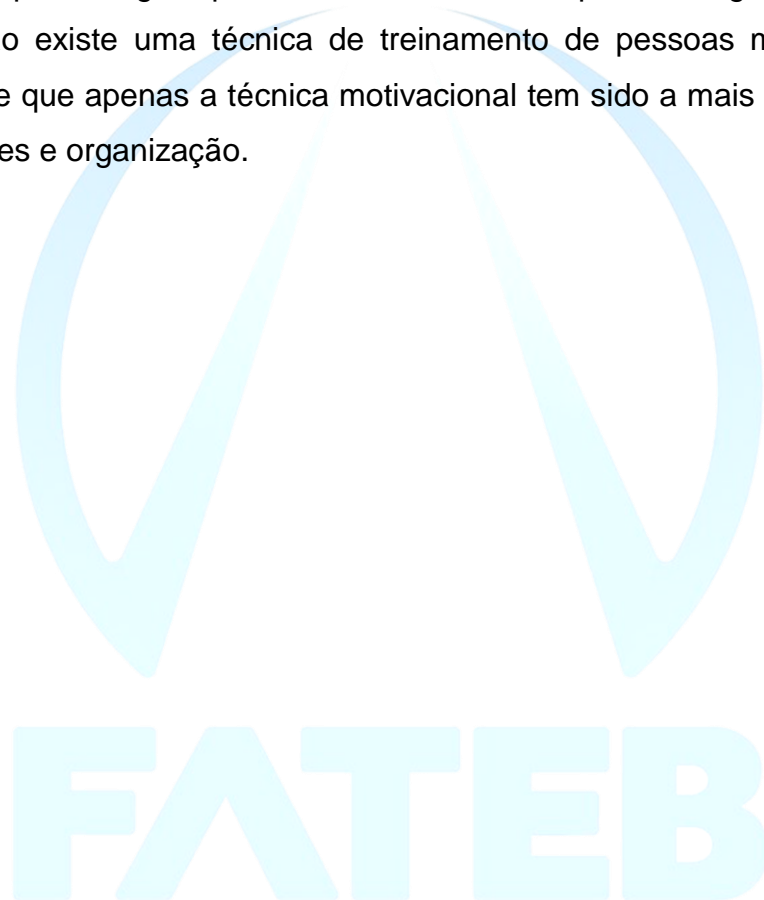 o existe uma técnica de treinamento de pessoas
e que apenas a técnica motivacional tem sido a mais
es e organização.
FATEB